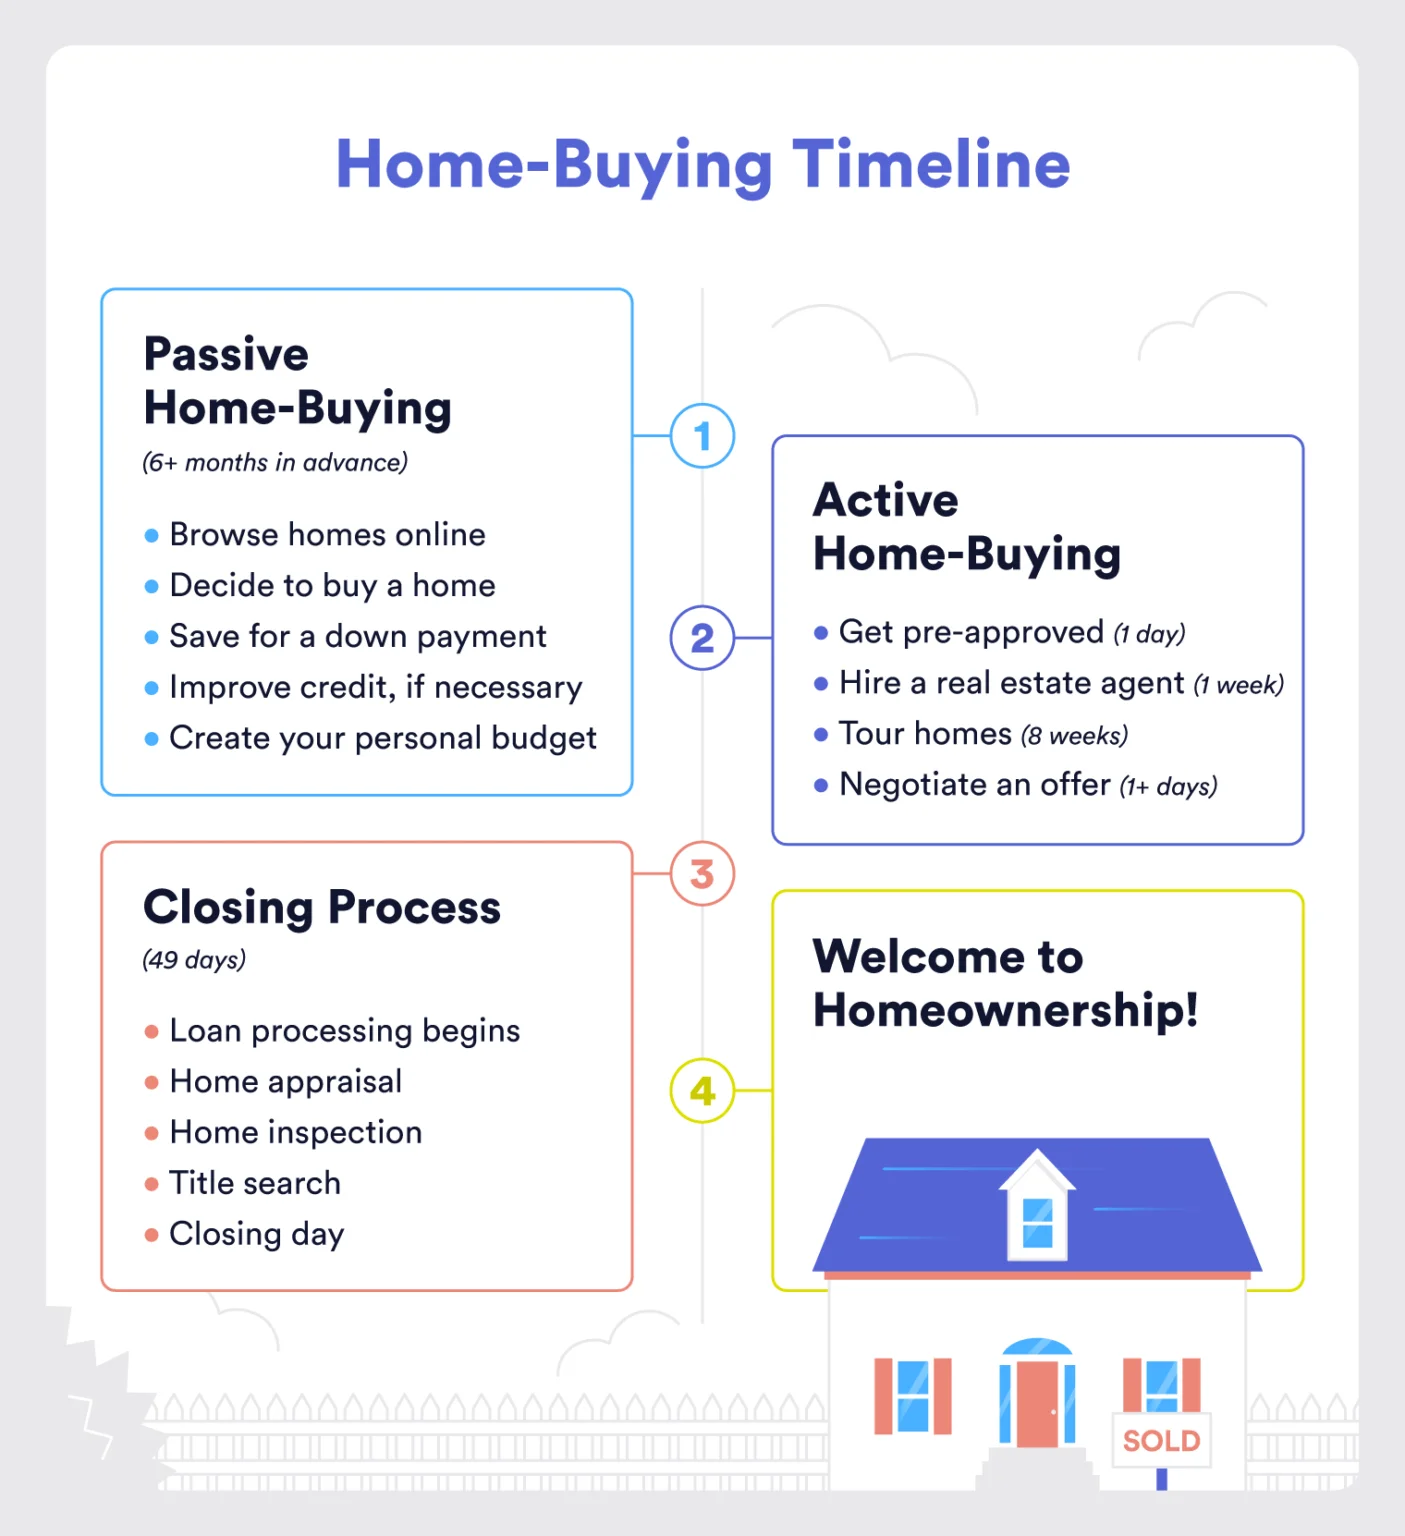 Home-Buying Timeline
Passive
Home-Buying
(6+ months in advance)
Browse homes online
Decide to buy a home
Save for a down payment
Improve credit, if necessary
Create your personal budget
1
Active
Home-Buying
Get pre-approved (1 day)
Hire a real estate agent (1 week)
Tour homes (8 weeks)
Negotiate an offer (1+ days)
2
Closing Process
(49 days)
Loan processing begins
Home appraisal
Home inspection
Title search
Closing day
3
Welcome to
Homeownership!
4
SOLD